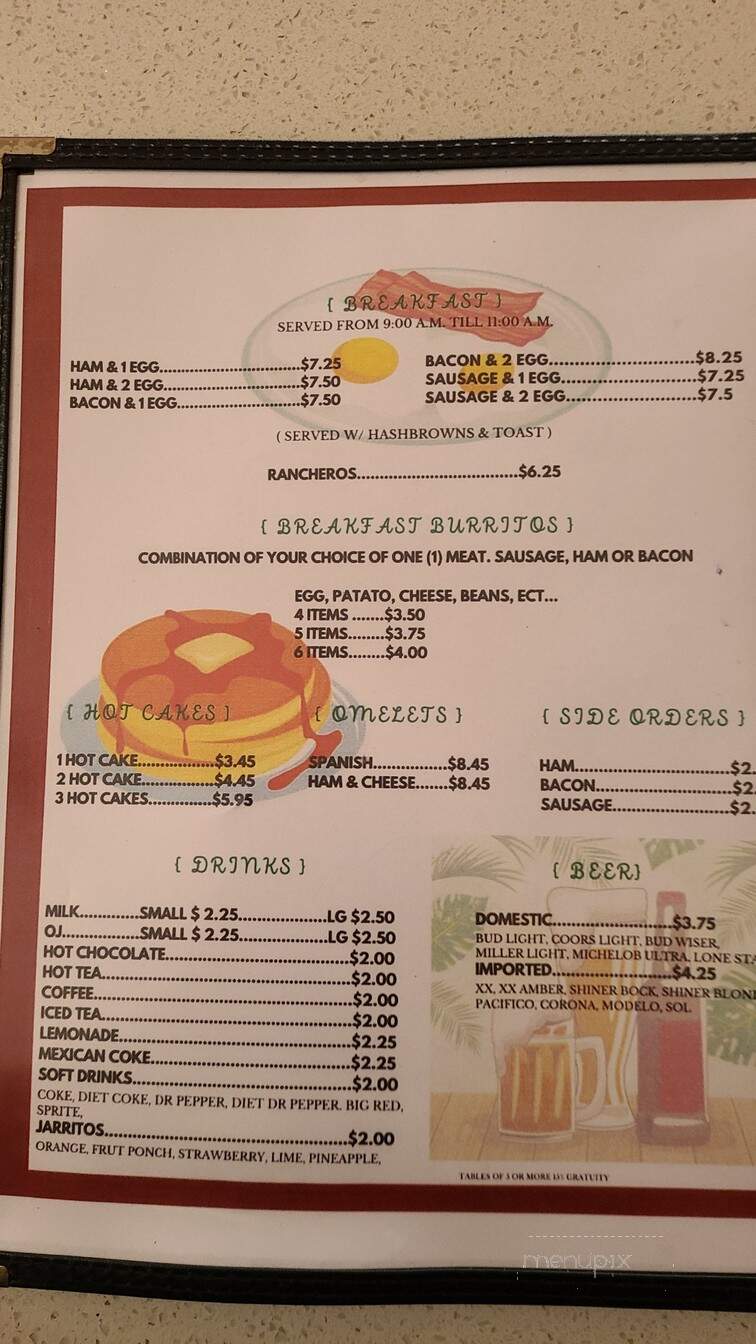 { BREAKFAST }
SERVED FROM 9:00 A.M. TILL 11:00 A.M.
HAM & 1 EGG...............................$7.25
HAM & 2 EGG..............................$7.50
BACON & 1 EGG...........................$7.50
BACON & 2 EGG................................$8.25
SAUSAGE & 1 EGG..............................$7.25
SAUSAGE & 2 EGG.............................$7.5
( SERVED W/ HASHBROWNS & TOAST )
RANCHEROS....................................$6.25
{ BREAKFAST BURRITOS }
COMBINATION OF YOUR CHOICE OF ONE (1) MEAT. SAUSAGE, HAM OR BACON
EGG, PATATO, CHEESE, BEANS, ECT...
4 ITEMS .......$3.50
5 ITEMS........$3.75
6 ITEMS........$4.00
{ HOT CAKES }
1 HOT CAKE.................$3.45
2 HOT CAKE................$4.45
3 HOT CAKES..............$5.95
{ OMELETS }
SPANISH................$8.45
HAM & CHEESE.......$8.45
{ SIDE ORDERS }
HAM..................................$2.
BACON..............................$2.
SAUSAGE..........................$2.
{ DRINKS }
MILK.............SMALL $ 2.25...................LG $2.50
OJ.................SMALL $ 2.25...................LG $2.50
HOT CHOCOLATE........................................$2.00
HOT TEA......................................................$2.00
COFFEE........................................................$2.00
ICED TEA......................................................$2.00
LEMONADE..................................................$2.25
MEXICAN COKE...........................................$2.25
SOFT DRINKS...............................................$2.00
COKE, DIET COKE, DR PEPPER, DIET DR PEPPER. BIG RED,
SPRITE,
JARRITOS.....................................................$2.00
ORANGE, FRUT PONCH, STRAWBERRY, LIME, PINEAPPLE,
{ BEER}
DOMESTIC..........................$3.75
BUD LIGHT, COORS LIGHT, BUD WISER,
MILLER LIGHT, MICHELOB ULTRA, LONE STA
IMPORTED..........................$4.25
XX, XX AMBER, SHINER BOCK, SHINER BLOND
PACIFICO, CORONA, MODELO, SOL
TABLES OF 5 OR MORE 15% GRATUITY
menupix